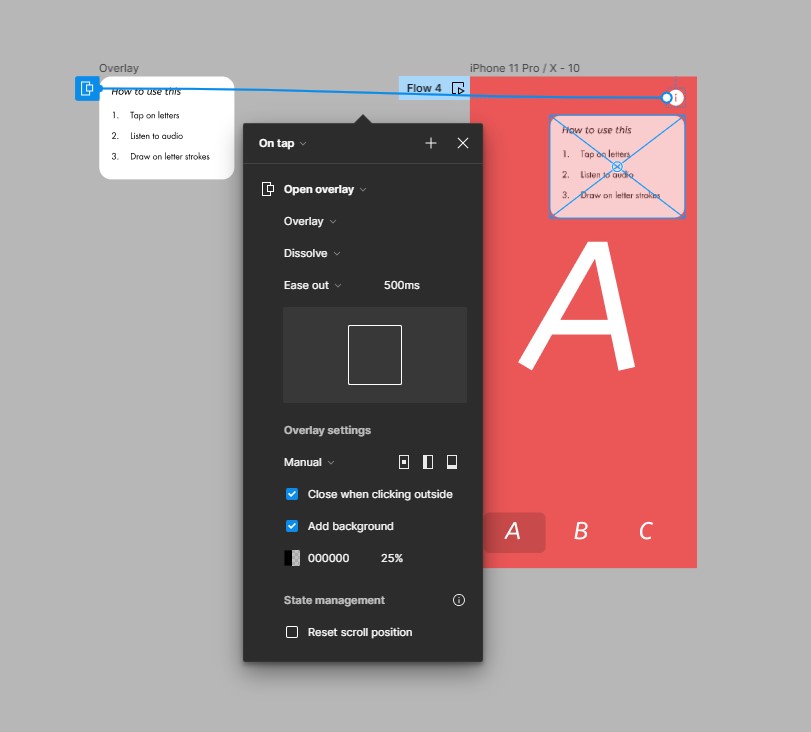 Overlay
How to use this
1. Tap on letters
2. Listen to audio
3. Draw on letter strokes
Flow 4
iPhone 11 Pro / X - 10
i
How to use this
1. Tap on letters
2. Listen to audio
3. Draw on letter strokes
A
A B C
On tap
Open overlay
Overlay
Dissolve
Ease out 500ms
Overlay settings
Manual
Close when clicking outside
Add background
000000 25%
State management
Reset scroll position